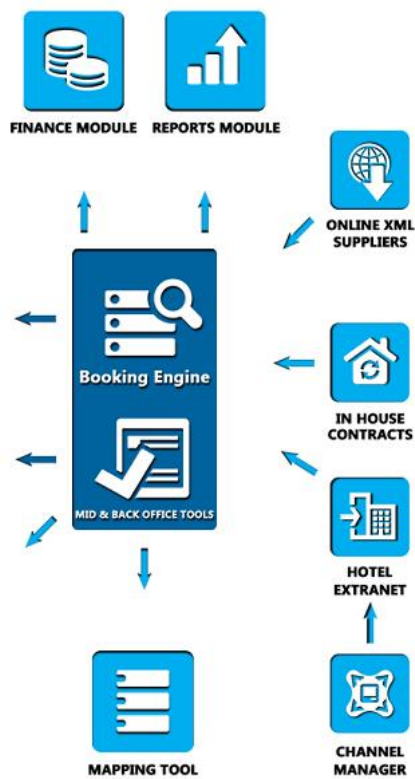 FINANCE MODULE
REPORTS MODULE
ONLINE XML
SUPPLIERS
Booking Engine
IN HOUSE
CONTRACTS
MID & BACK OFFICE TOOLS
HOTEL
EXTRANET
MAPPING TOOL
CHANNEL
MANAGER